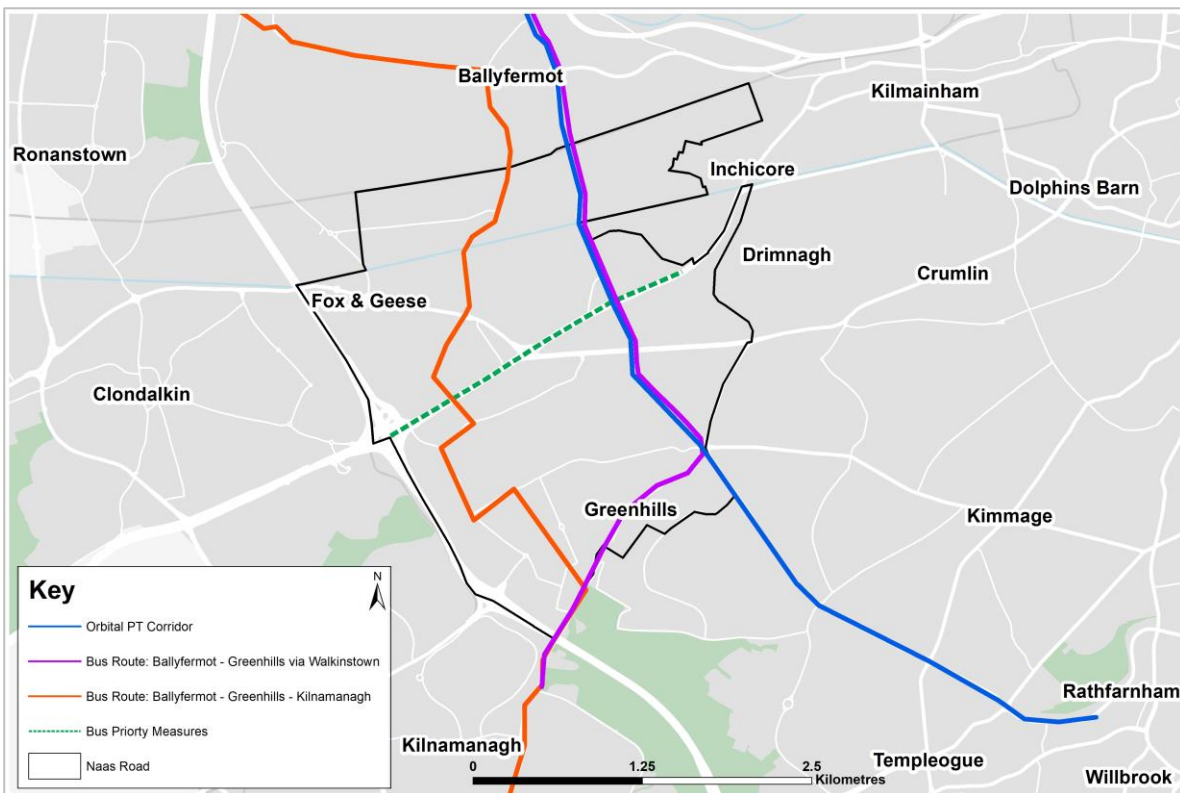 Ballyfermot
Kilmainham
Ronanstown
Inchicore
Dolphins Barn
Drimnagh
Crumlin
Fox & Geese
Clondalkin
Greenhills
Kimmage
Key
N
Orbital PT Corridor
Bus Route: Ballyfermot - Greenhills via Walkinstown
Bus Route: Ballyfermot - Greenhills - Kilnamanagh
Bus Priorty Measures
Naas Road
Rathfarnham
Kilnamanagh
Templeogue
Willbrook
0 1.25 2.5
Kilometres